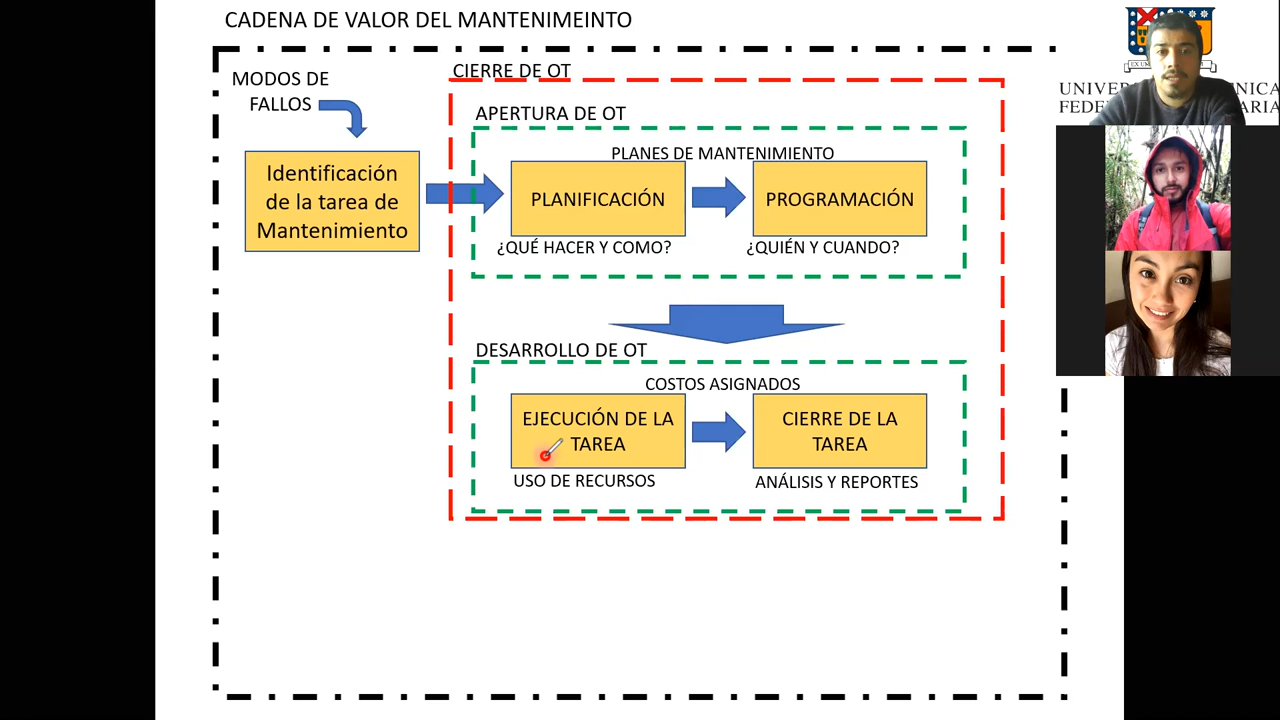 CADENA DE VALOR DEL MANTENIMEINTO
MODOS DE
FALLOS
Identificación
de la tarea de
Mantenimiento
CIERRE DE OT
APERTURA DE OT
PLANES DE MANTENIMIENTO
PLANIFICACIÓN
PROGRAMACIÓN
¿QUÉ HACER Y COMO?
¿QUIÉN Y CUANDO?
DESARROLLO DE OT
COSTOS ASIGNADOS
EJECUCIÓN DE LA
TAREA
CIERRE DE LA
TAREA
USO DE RECURSOS
ANÁLISIS Y REPORTES